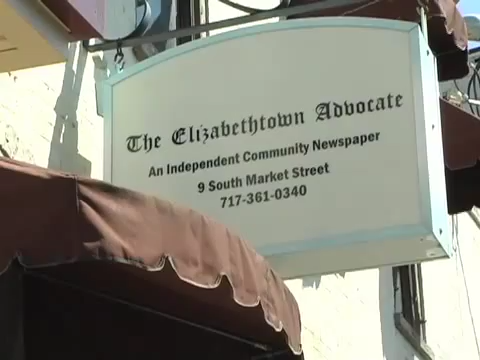 The Elizabethtown Advocate
An Independent Community Newspaper
9 South Market Street
717-361-0340